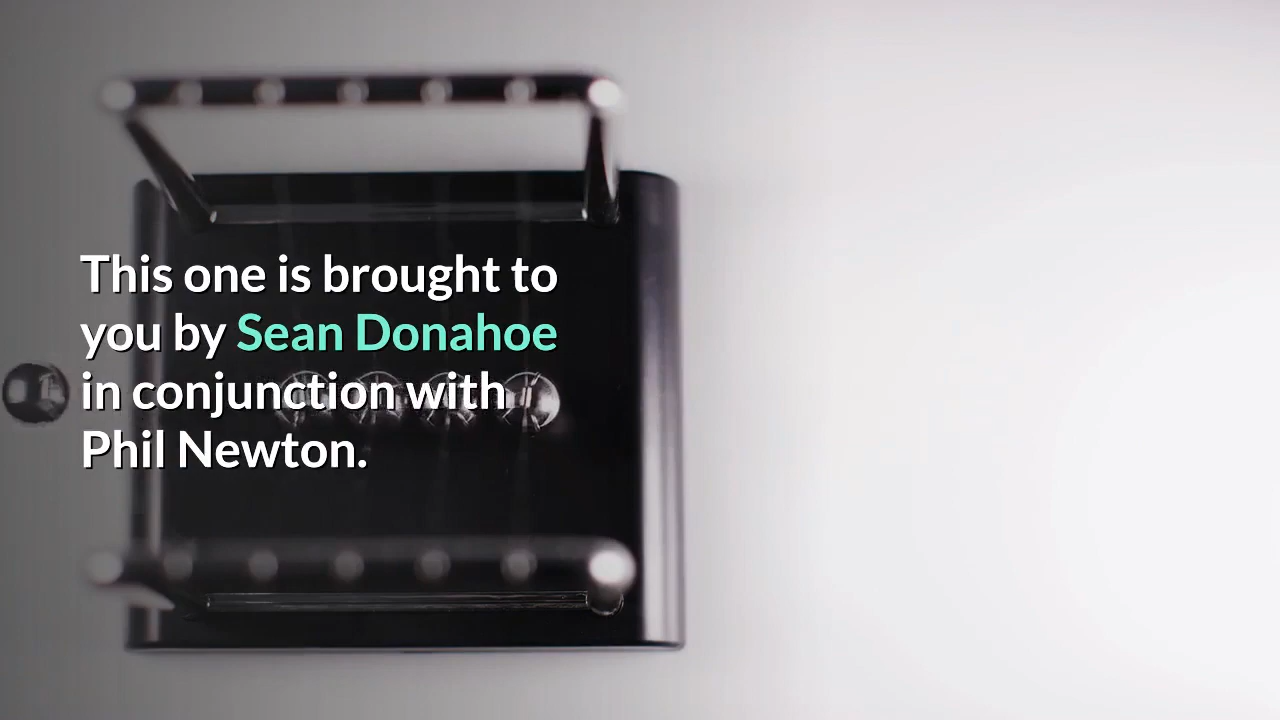 This one is brought to
you by Sean Donahoe
in conjunction with
Phil Newton.